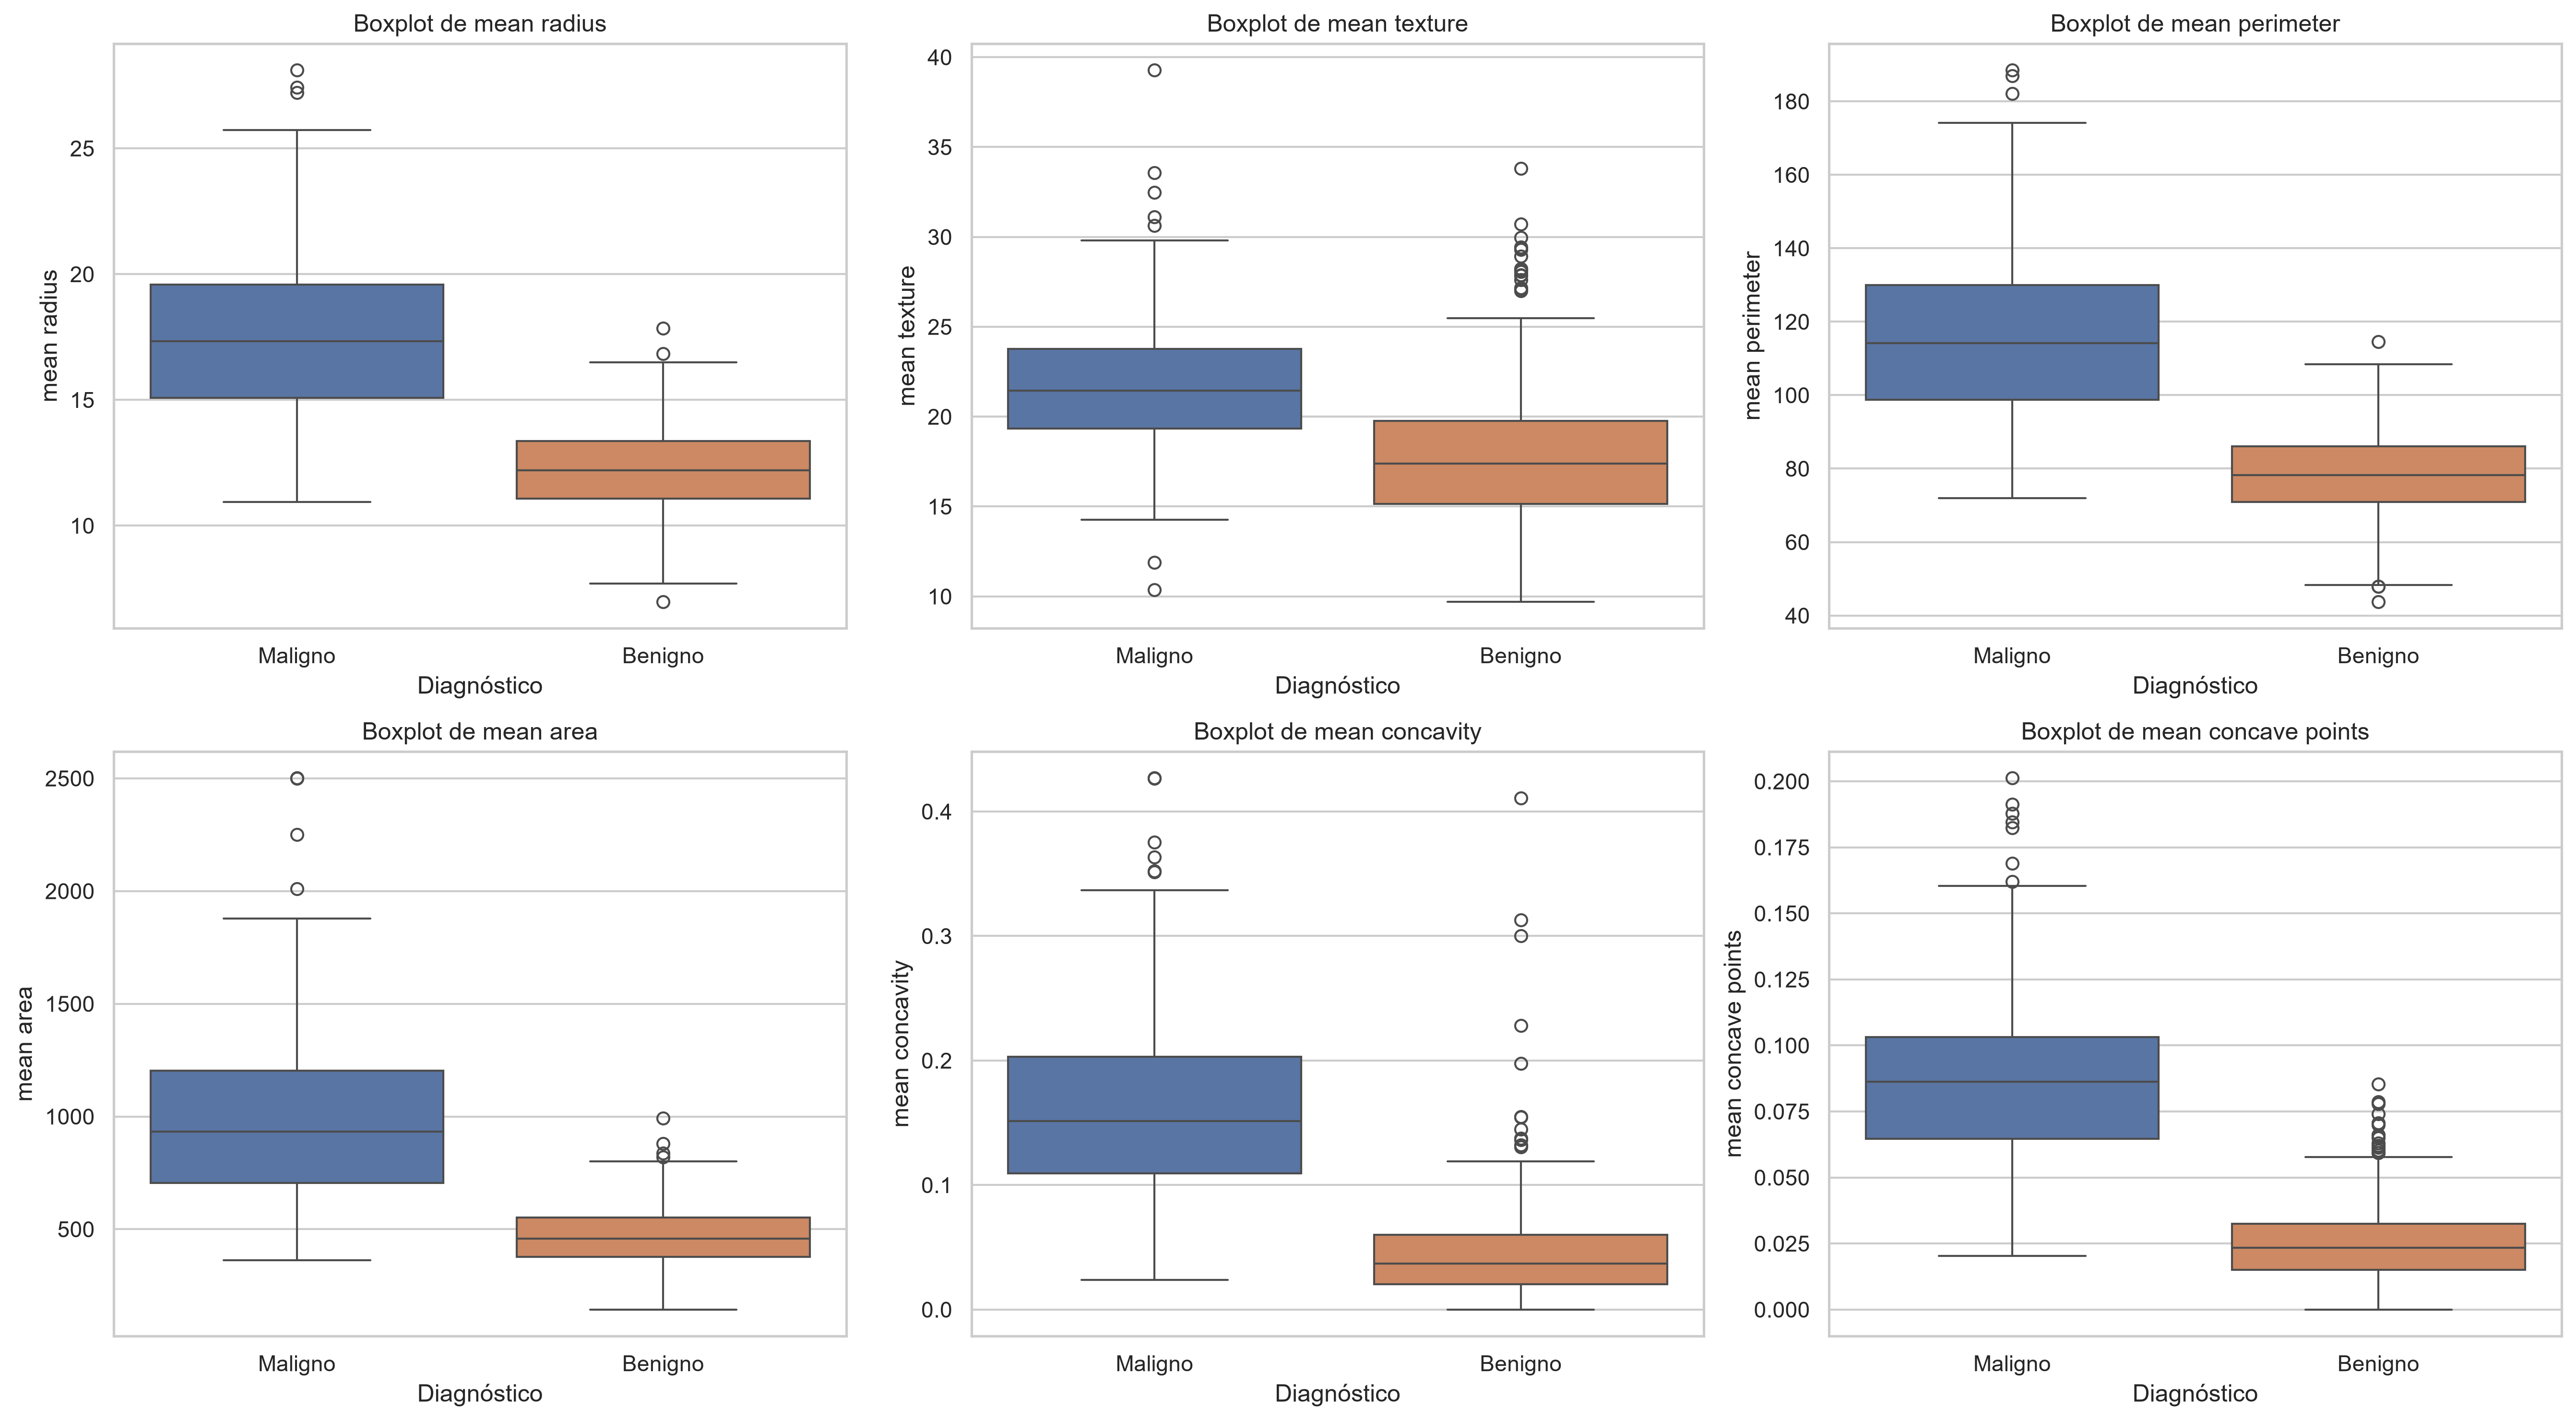 Boxplot de mean radius
mean radius
25
20
15
10
Maligno
Benigno
Diagnóstico
Boxplot de mean texture
mean texture
40
35
30
25
20
15
10
Maligno
Benigno
Diagnóstico
Boxplot de mean perimeter
mean perimeter
180
160
140
120
100
80
60
40
Maligno
Benigno
Diagnóstico
Boxplot de mean area
mean area
2500
2000
1500
1000
500
Maligno
Benigno
Diagnóstico
Boxplot de mean concavity
mean concavity
0.4
0.3
0.2
0.1
0.0
Maligno
Benigno
Diagnóstico
Boxplot de mean concave points
mean concave points
0.200
0.175
0.150
0.125
0.100
0.075
0.050
0.025
0.000
Maligno
Benigno
Diagnóstico